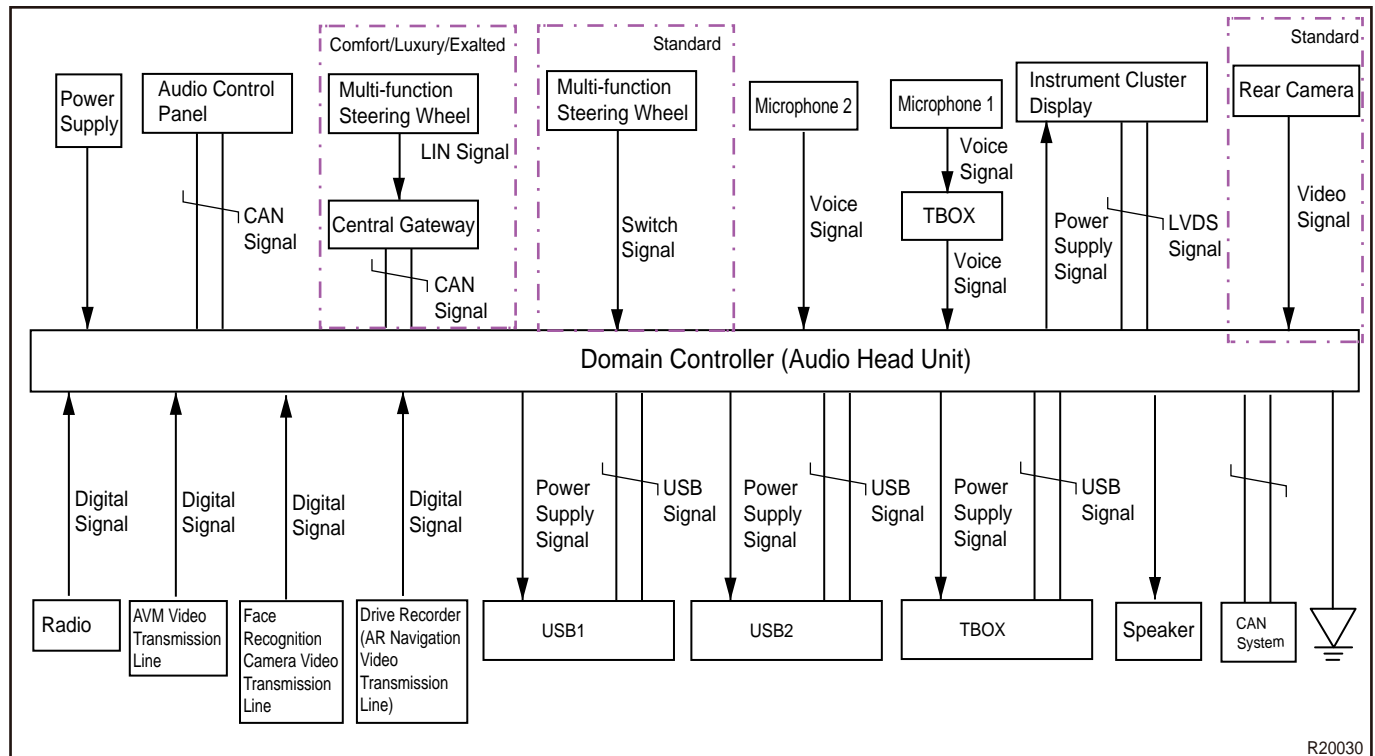 Comfort/Luxury/Exalted
Standard
Standard
Power
Supply
Audio Control
Panel
Multi-function
Steering Wheel
Multi-function
Steering Wheel
Microphone 2
Microphone 1
Instrument Cluster
Display
Rear Camera
LIN Signal
Voice
Signal
CAN
Signal
Central Gateway
Switch
Signal
Voice
Signal
TBOX
Power
Supply
Signal
LVDS
Signal
Video
Signal
CAN
Signal
Voice
Signal
Domain Controller (Audio Head Unit)
Digital
Signal
Digital
Signal
Digital
Signal
Digital
Signal
Power
Supply
Signal
USB
Signal
Power
Supply
Signal
USB
Signal
Power
Supply
Signal
USB
Signal
Radio
AVM Video
Transmission
Line
Face
Recognition
Camera Video
Transmission
Line
Drive Recorder
(AR Navigation
Video
Transmission
Line)
USB1
USB2
TBOX
Speaker
CAN
System
R20030